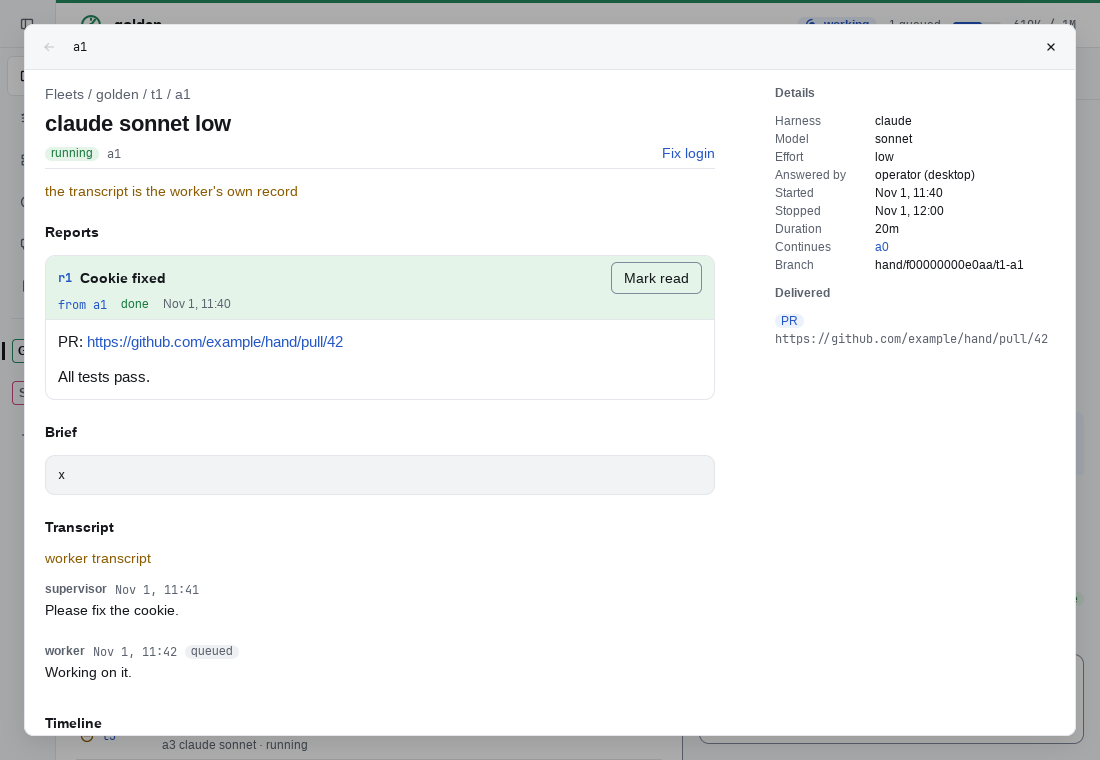 a1
Fleets / golden / t1 / a1
claude sonnet low
running a1 Fix login
the transcript is the worker's own record
Reports
r1 Cookie fixed Mark read
from a1 done Nov 1, 11:40
PR: https://github.com/example/hand/pull/42
All tests pass.
Brief
x
Transcript
worker transcript
supervisor Nov 1, 11:41
Please fix the cookie.
worker Nov 1, 11:42 queued
Working on it.
Timeline
Details
Harness claude
Model sonnet
Effort low
Answered by operator (desktop)
Started Nov 1, 11:40
Stopped Nov 1, 12:00
Duration 20m
Continues a0
Branch hand/f00000000e0aa/t1-a1
Delivered
PR
https://github.com/example/hand/pull/42
a3 claude sonnet · running